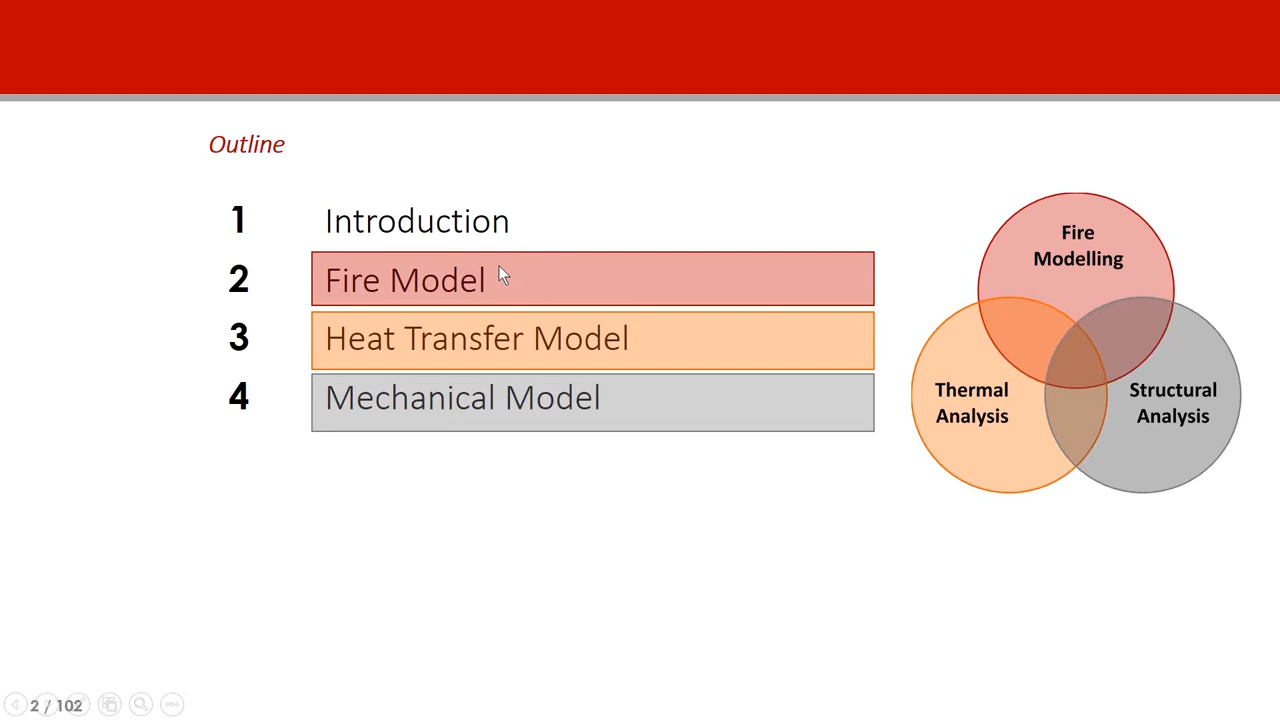 Outline
1 Introduction
2 Fire Model
3 Heat Transfer Model
4 Mechanical Model
Fire
Modelling
Thermal
Analysis
Structural
Analysis
2 / 102